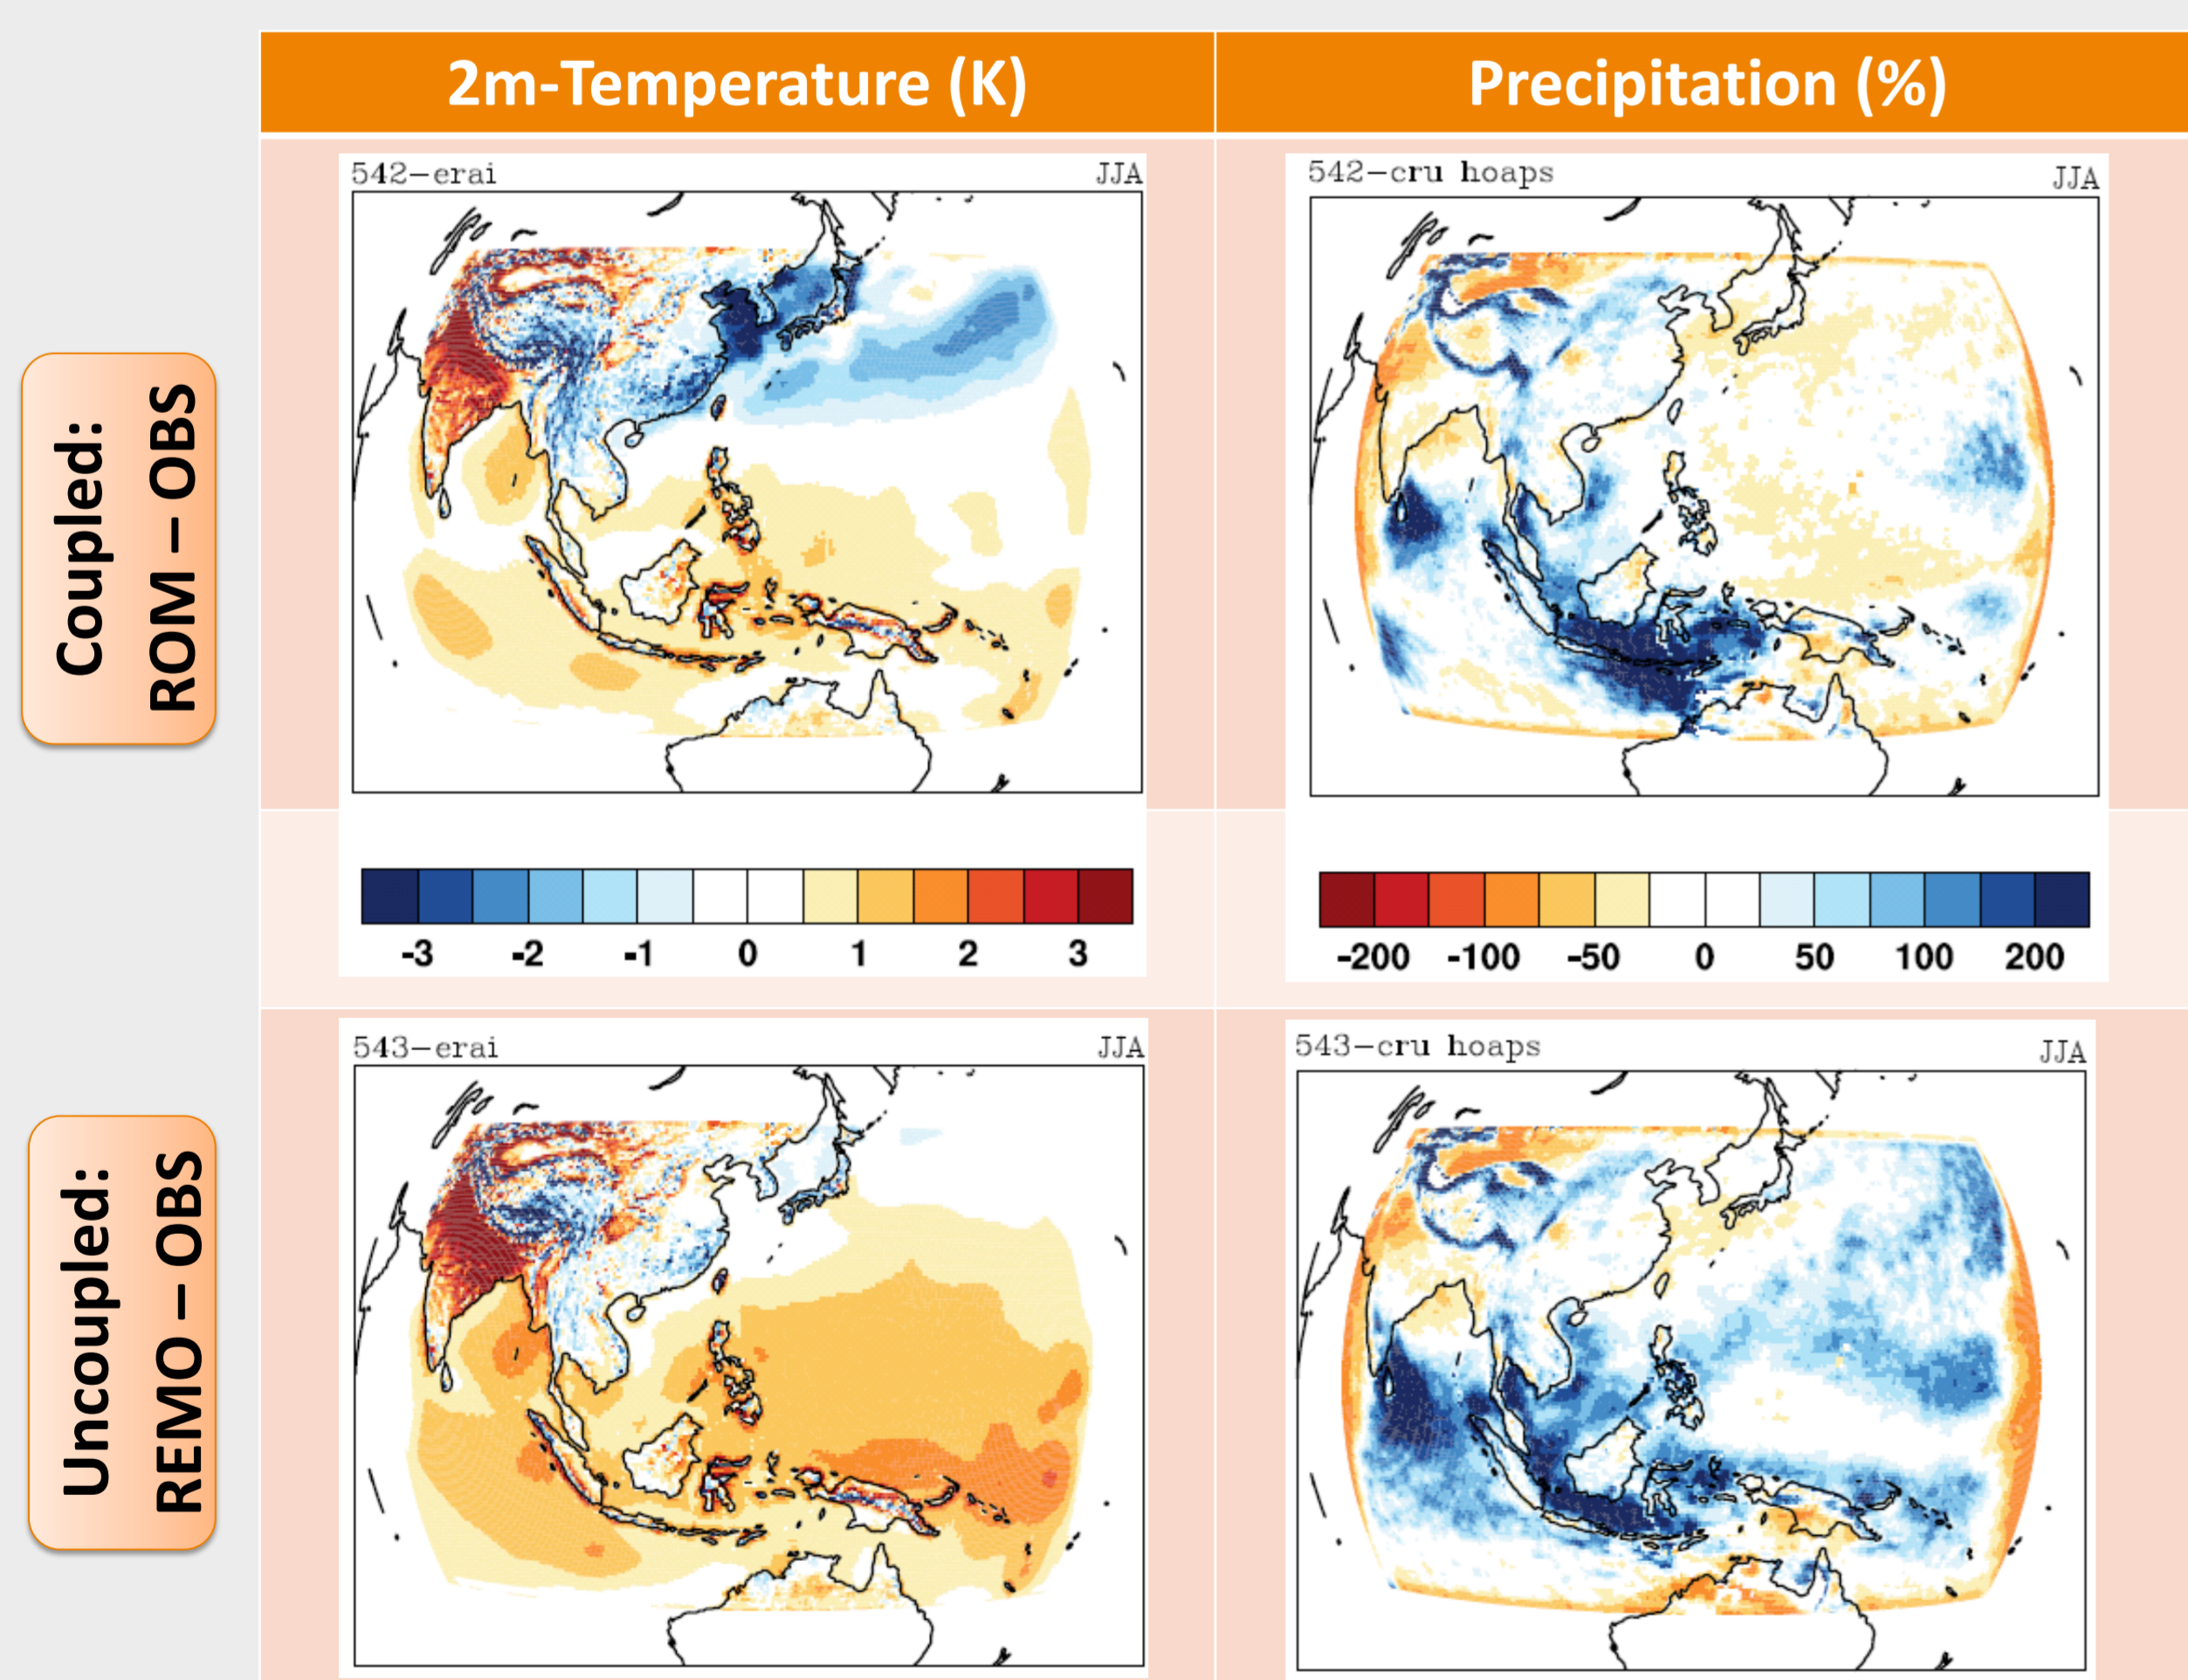 2m-Temperature (K)
Precipitation (%)
Coupled:
ROM – OBS
542–erai
JJA
542–cru hoaps
JJA
-3 -2 -1 0 1 2 3
-200 -100 -50 0 50 100 200
Uncoupled:
REMO – OBS
543–erai
JJA
543–cru hoaps
JJA